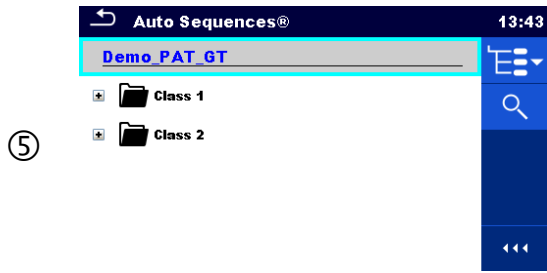 Auto Sequences®
13:43
Demo_PAT_GT
Class 1
Class 2
⑤